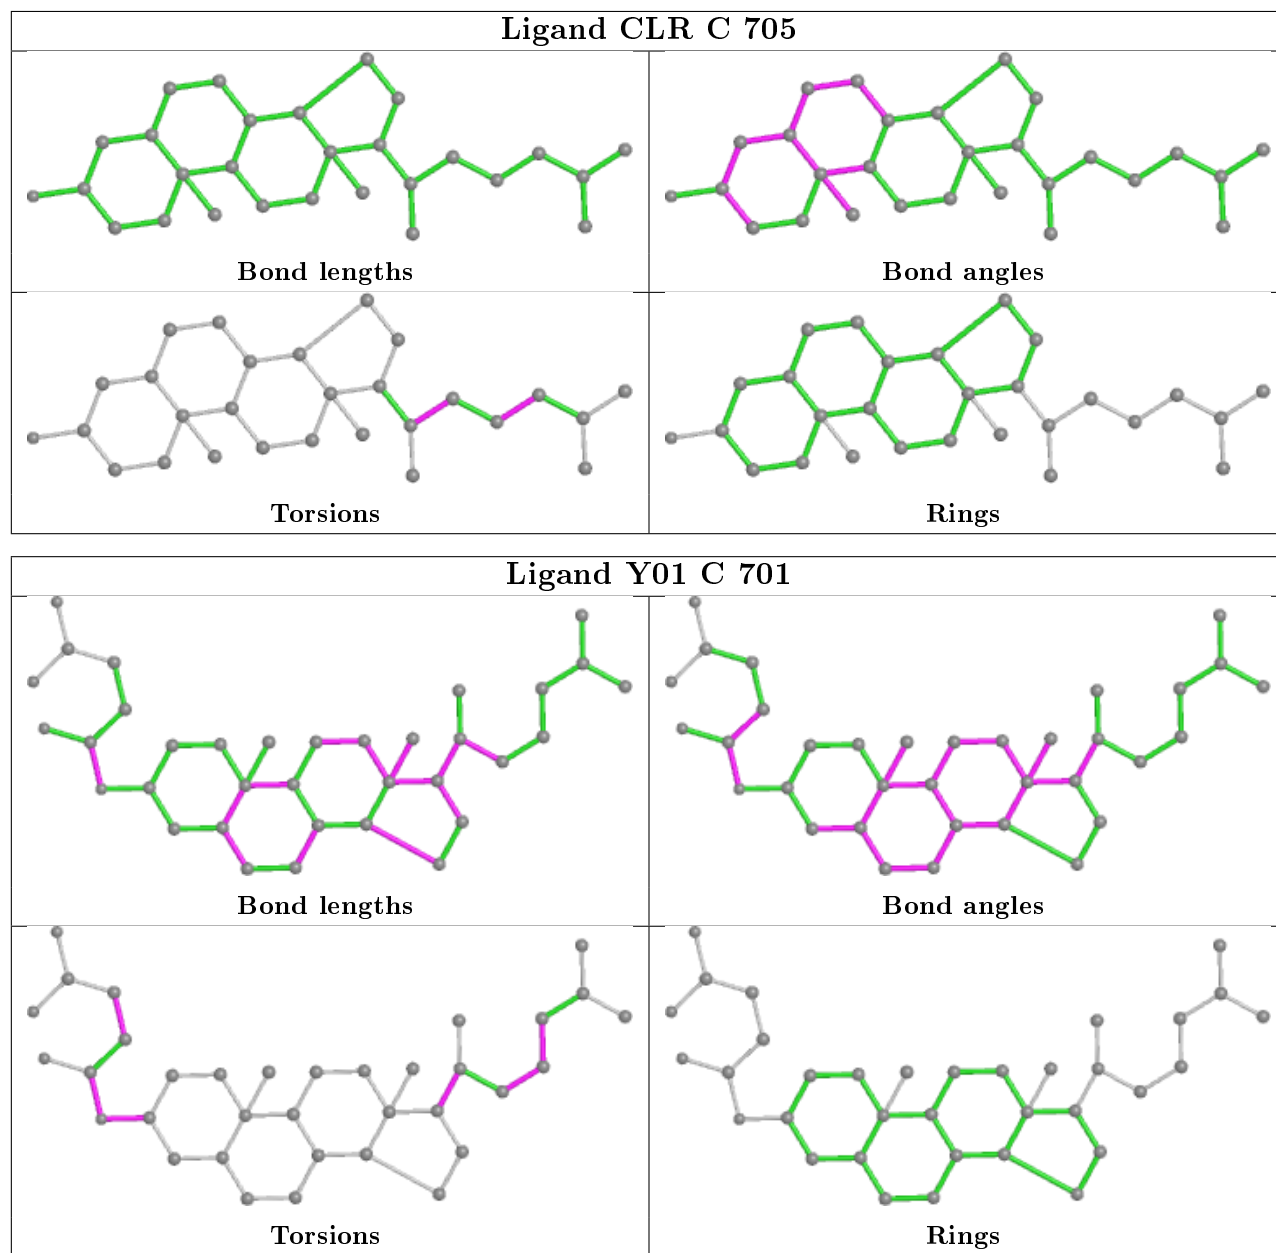 Ligand CLR C 705
Bond lengths
Bond angles
Torsions
Rings
Ligand Y01 C 701
Bond lengths
Bond angles
Torsions
Rings